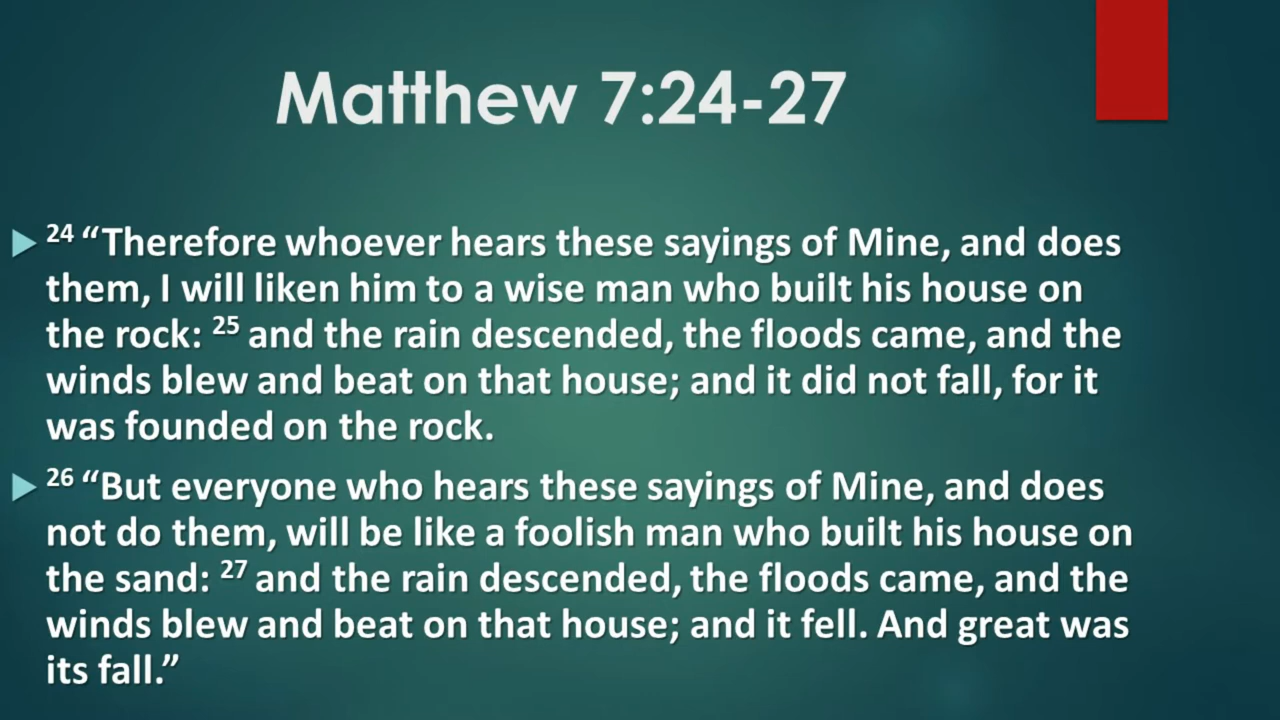 Matthew 7:24-27
24 “Therefore whoever hears these sayings of Mine, and does
them, I will liken him to a wise man who built his house on
the rock: 25 and the rain descended, the floods came, and the
winds blew and beat on that house; and it did not fall, for it
was founded on the rock.
26 “But everyone who hears these sayings of Mine, and does
not do them, will be like a foolish man who built his house on
the sand: 27 and the rain descended, the floods came, and the
winds blew and beat on that house; and it fell. And great was
its fall.”